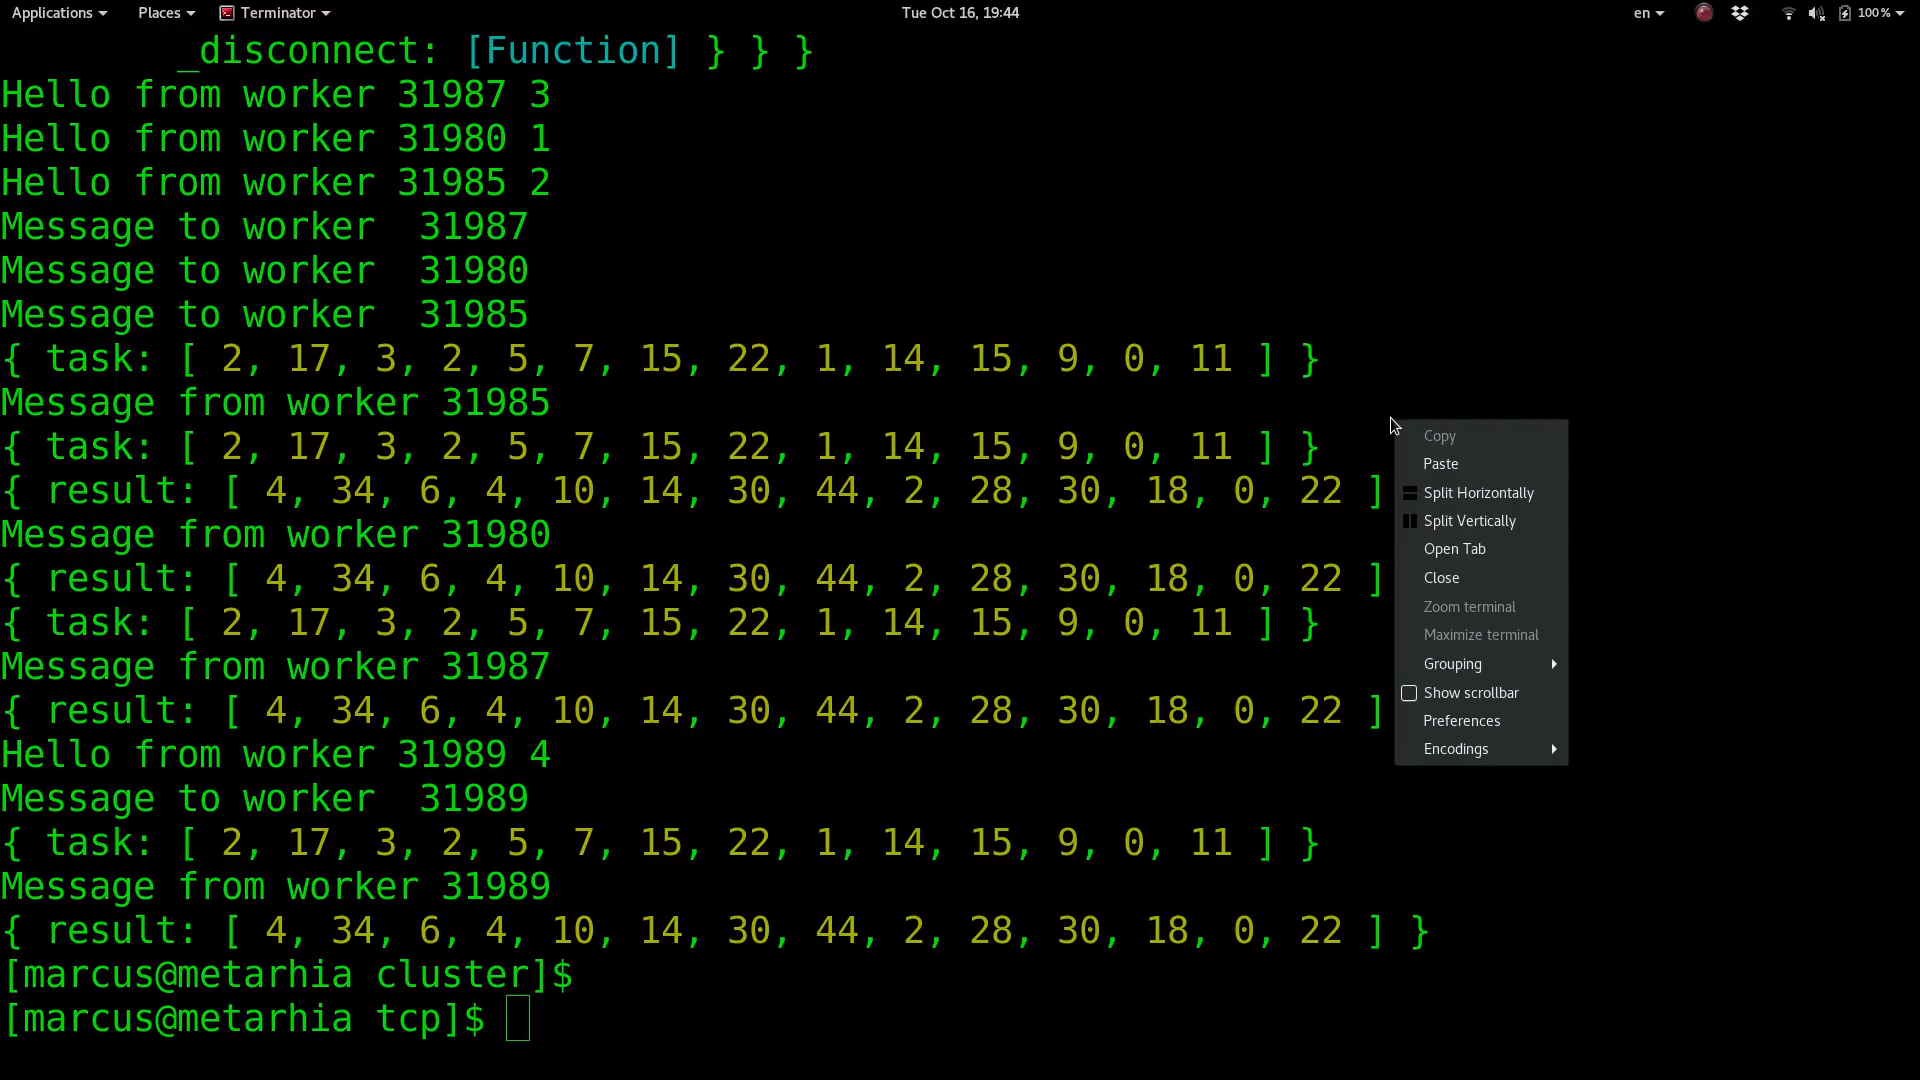 Applications Places Terminator Tue Oct 16, 19:44 en 100%
_disconnect: [Function] } } }
Hello from worker 31987 3
Hello from worker 31980 1
Hello from worker 31985 2
Message to worker  31987
Message to worker  31980
Message to worker  31985
{ task: [ 2, 17, 3, 2, 5, 7, 15, 22, 1, 14, 15, 9, 0, 11 ] }
Message from worker 31985
{ task: [ 2, 17, 3, 2, 5, 7, 15, 22, 1, 14, 15, 9, 0, 11 ] }
{ result: [ 4, 34, 6, 4, 10, 14, 30, 44, 2, 28, 30, 18, 0, 22 ]
Message from worker 31980
{ result: [ 4, 34, 6, 4, 10, 14, 30, 44, 2, 28, 30, 18, 0, 22 ]
{ task: [ 2, 17, 3, 2, 5, 7, 15, 22, 1, 14, 15, 9, 0, 11 ] }
Message from worker 31987
{ result: [ 4, 34, 6, 4, 10, 14, 30, 44, 2, 28, 30, 18, 0, 22 ]
Hello from worker 31989 4
Message to worker  31989
{ task: [ 2, 17, 3, 2, 5, 7, 15, 22, 1, 14, 15, 9, 0, 11 ] }
Message from worker 31989
{ result: [ 4, 34, 6, 4, 10, 14, 30, 44, 2, 28, 30, 18, 0, 22 ] }
[marcus@metarhia cluster]$
[marcus@metarhia tcp]$
Copy
Paste
Split Horizontally
Split Vertically
Open Tab
Close
Zoom terminal
Maximize terminal
Grouping
Show scrollbar
Preferences
Encodings